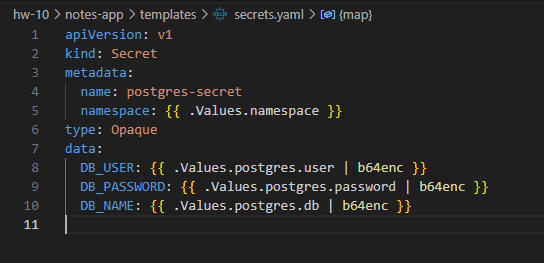 hw-10 > notes-app > templates > secrets.yaml > {map}
1 apiVersion: v1
2 kind: Secret
3 metadata:
4   name: postgres-secret
5   namespace: {{ .Values.namespace }}
6 type: Opaque
7 data:
8   DB_USER: {{ .Values.postgres.user | b64enc }}
9   DB_PASSWORD: {{ .Values.postgres.password | b64enc }}
10   DB_NAME: {{ .Values.postgres.db | b64enc }}
11